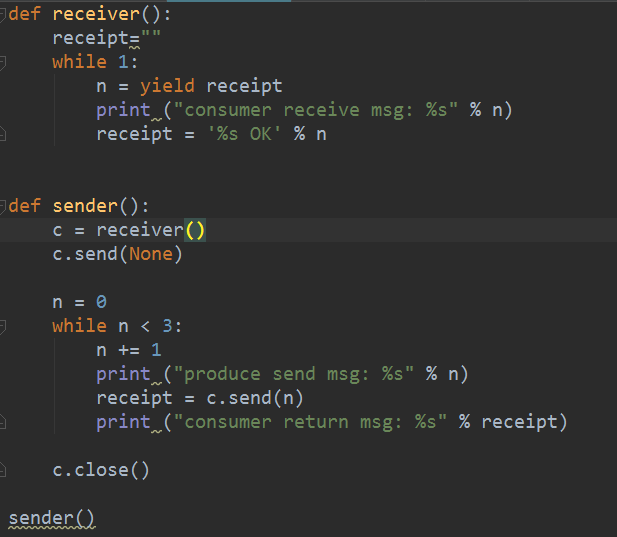 def receiver():
    receipt=""
    while 1:
        n = yield receipt
        print ("consumer receive msg: %s" % n)
        receipt = '%s OK' % n
def sender():
    c = receiver()
    c.send(None)
    n = 0
    while n < 3:
        n += 1
        print ("produce send msg: %s" % n)
        receipt = c.send(n)
        print ("consumer return msg: %s" % receipt)
    c.close()
sender()